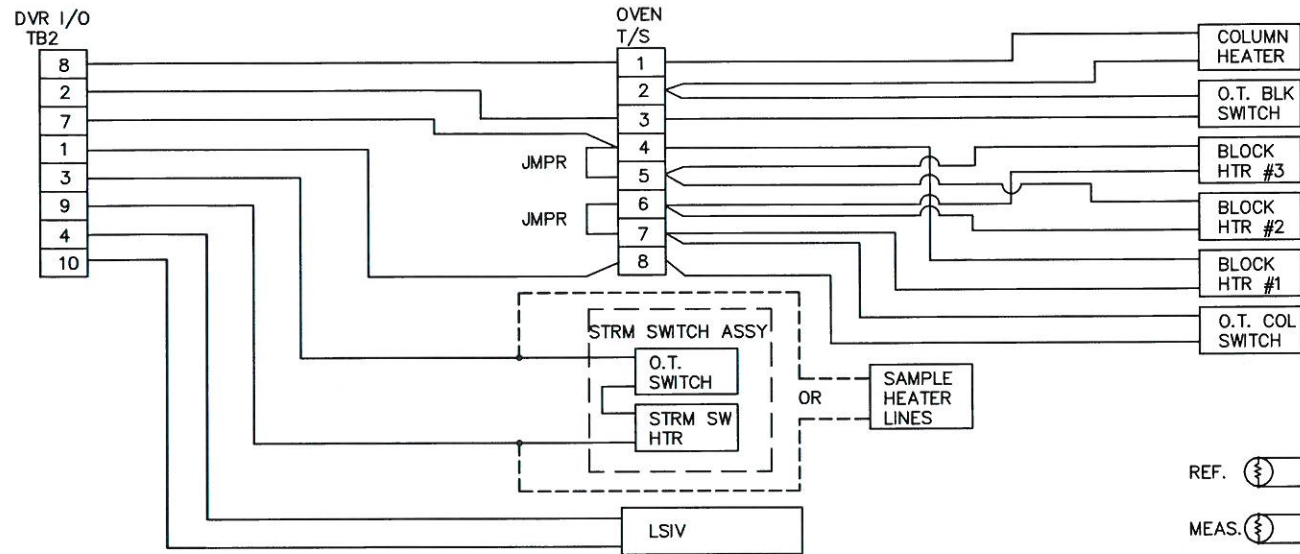 DVR I/O
TB2
8
2
7
1
3
9
4
10
OVEN
T/S
1
2
3
4
5
6
7
8
JMPR
JMPR
COLUMN
HEATER
O.T. BLK
SWITCH
BLOCK
HTR #3
BLOCK
HTR #2
BLOCK
HTR #1
O.T. COL
SWITCH
STRM SWITCH ASSY
O.T.
SWITCH
STRM SW
HTR
OR
SAMPLE
HEATER
LINES
LSIV
REF.
MEAS.